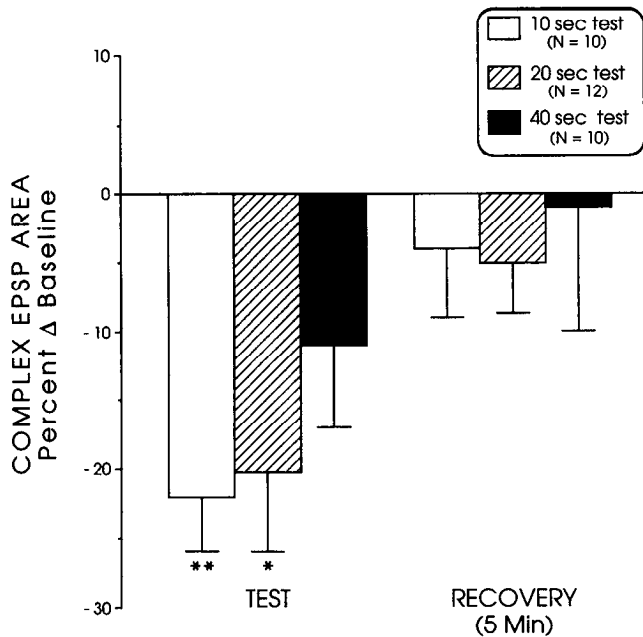 10 sec test
(N = 10)
20 sec test
(N = 12)
40 sec test
(N = 10)
10
0
-10
-20
-30
COMPLEX EPSP AREA
Percent Δ Baseline
**
*
TEST
RECOVERY
(5 Min)